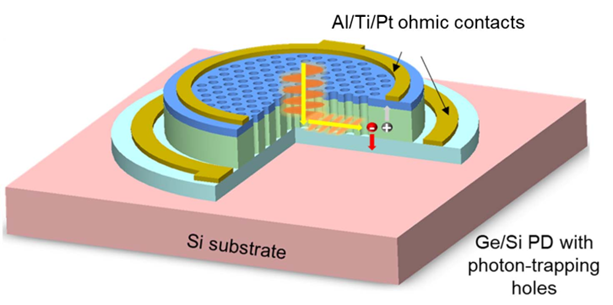 Al/Ti/Pt ohmic contacts
Si substrate
Ge/Si PD with
photon-trapping
holes